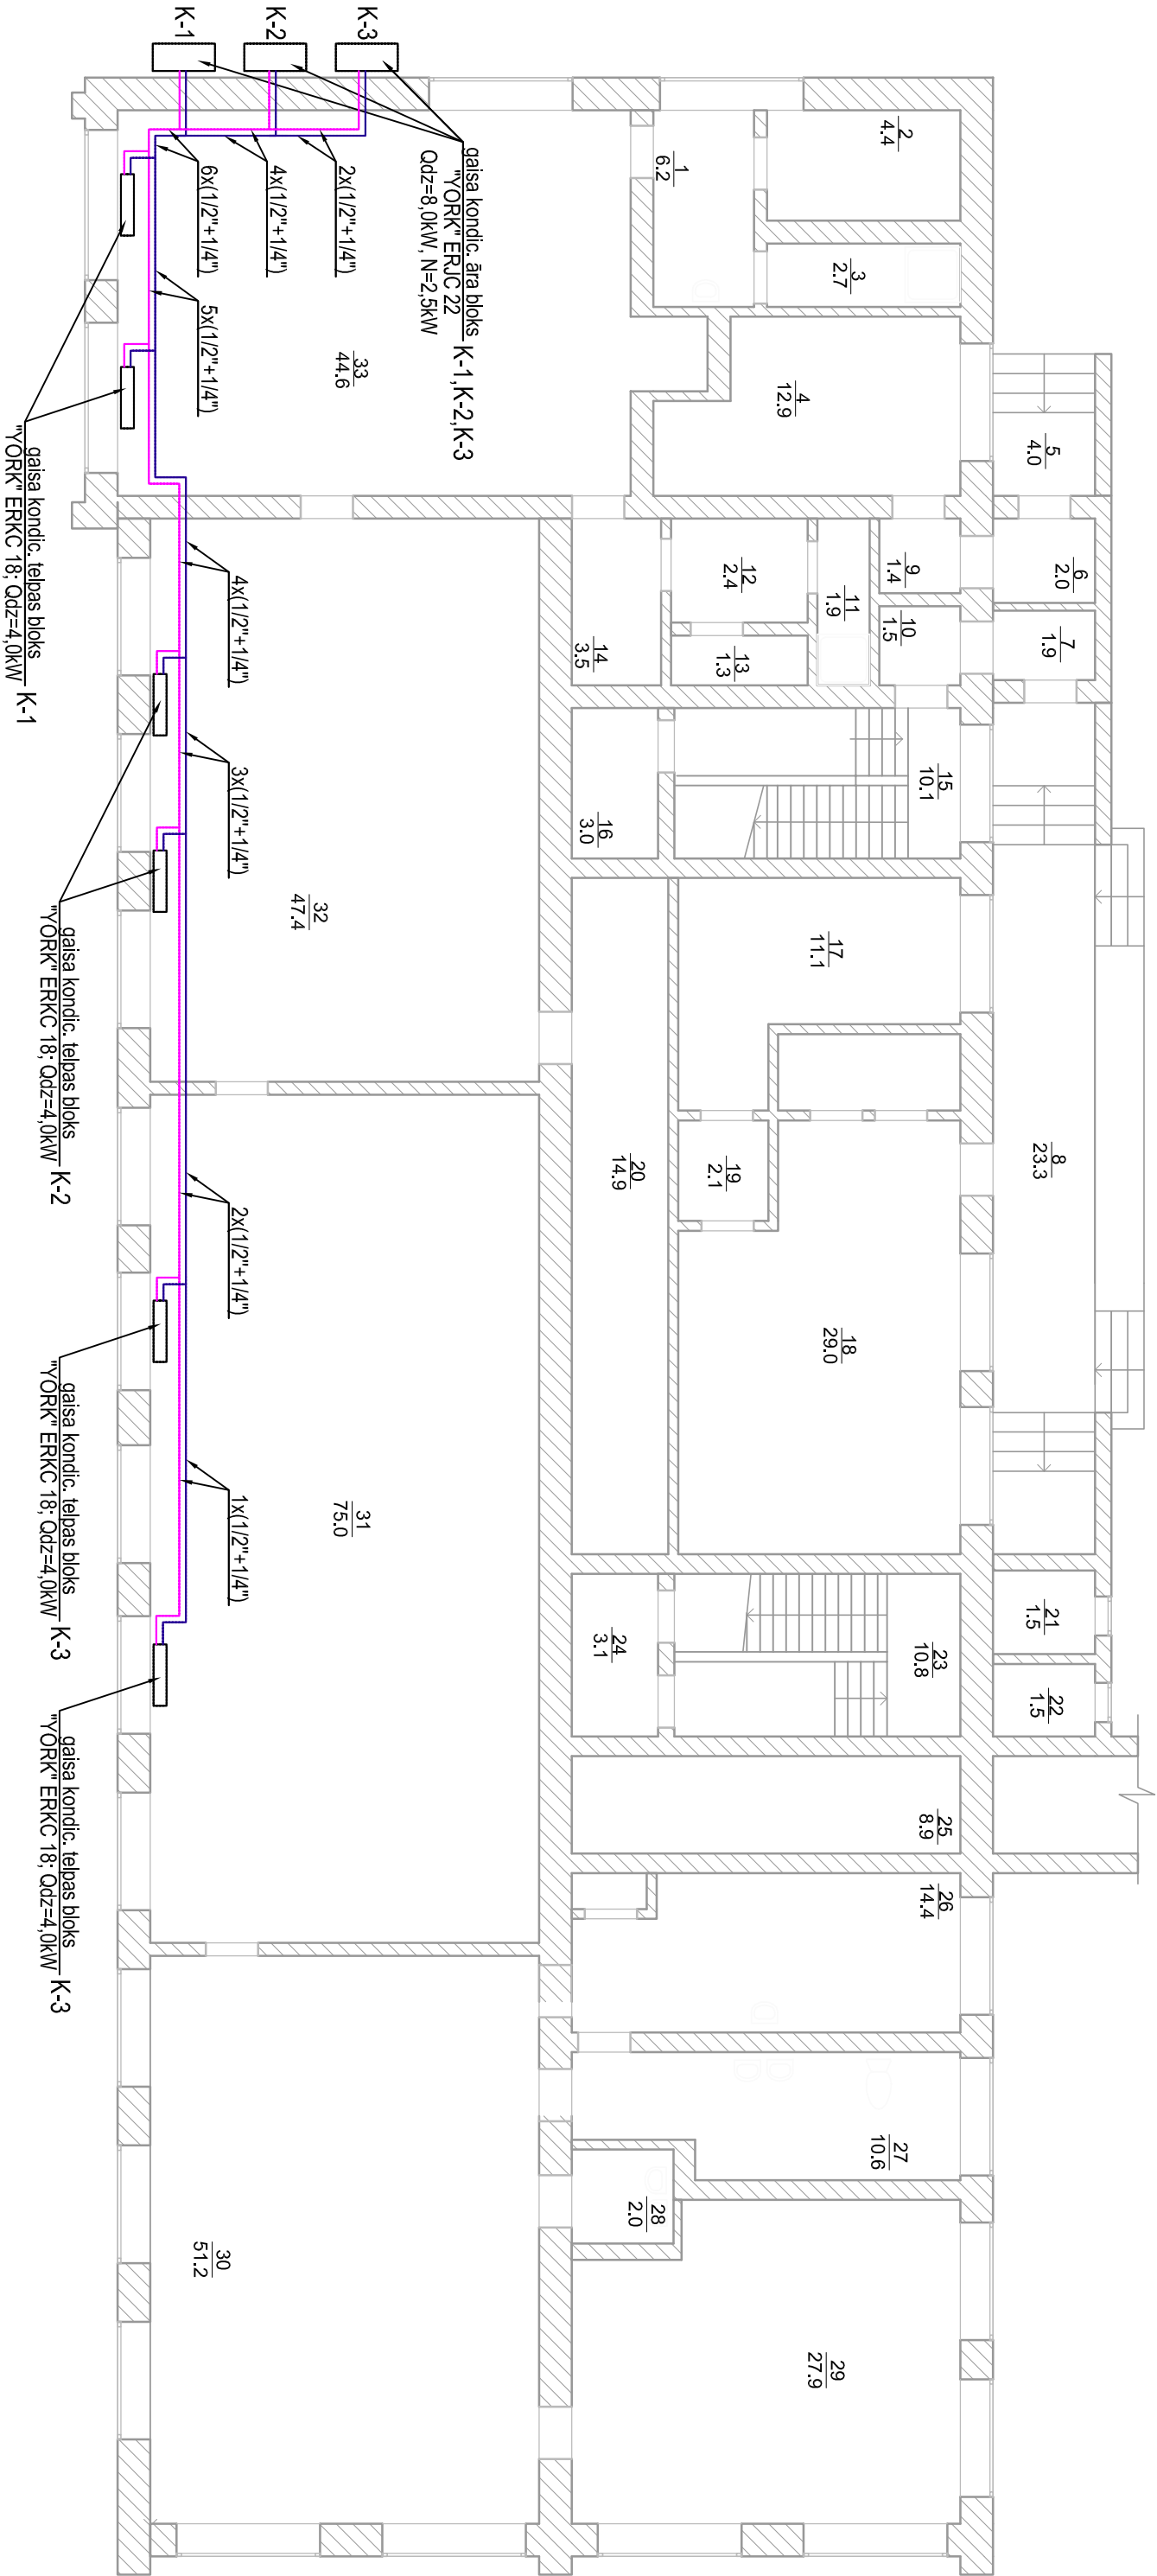 K-1
K-2
K-3
gaisa kondic. āra bloks
"YORK" ERJC 22
Qdz=8,0kW, N=2,5kW
K-1,K-2,K-3
2x(1/2"+1/4")
4x(1/2"+1/4")
6x(1/2"+1/4")
5x(1/2"+1/4")
4x(1/2"+1/4")
3x(1/2"+1/4")
2x(1/2"+1/4")
1x(1/2"+1/4")
gaisa kondic. telpas bloks
"YORK" ERKC 18; Qdz=4,0kW
K-1
gaisa kondic. telpas bloks
"YORK" ERKC 18; Qdz=4,0kW
K-2
gaisa kondic. telpas bloks
"YORK" ERKC 18; Qdz=4,0kW
K-3
gaisa kondic. telpas bloks
"YORK" ERKC 18; Qdz=4,0kW
K-3
1
6.2
2
4.4
3
2.7
4
12.9
5
4.0
6
2.0
7
1.9
8
23.3
9
1.4
10
1.5
11
1.9
12
2.4
13
1.3
14
3.5
15
10.1
16
3.0
17
11.1
18
29.0
19
2.1
20
14.9
21
1.5
22
1.5
23
10.8
24
3.1
25
8.9
26
14.4
27
10.6
28
2.0
29
27.9
30
51.2
31
75.0
32
47.4
33
44.6